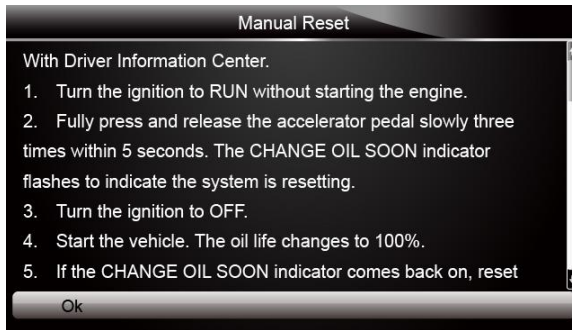 Manual Reset
With Driver Information Center.
1. Turn the ignition to RUN without starting the engine.
2. Fully press and release the accelerator pedal slowly three
times within 5 seconds. The CHANGE OIL SOON indicator
flashes to indicate the system is resetting.
3. Turn the ignition to OFF.
4. Start the vehicle. The oil life changes to 100%.
5. If the CHANGE OIL SOON indicator comes back on, reset
Ok